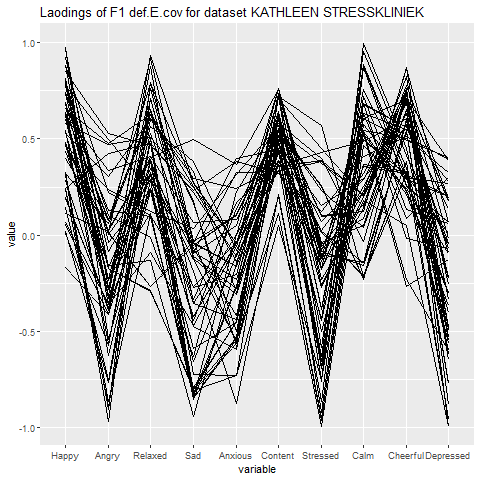 Laodings of F1 def.E.cov for dataset KATHLEEN STRESSKLINIEK
1.0
0.5
0.0
-0.5
-1.0
value
Happy Angry Relaxed Sad Anxious Content Stressed Calm Cheerful Depressed
variable